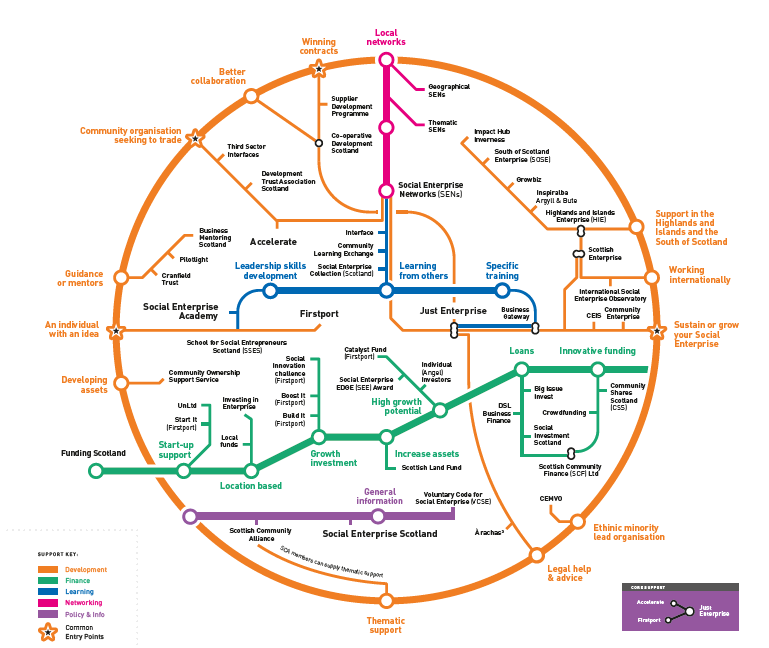 Local
networks
Winning
contracts
Better
collaboration
Geographical
SENs
Supplier
Development
Programme
Thematic
SENs
Community organisation
seeking to trade
Co-operative
Development
Scotland
Impact Hub
Inverness
Third Sector
Interfaces
South of Scotland
Enterprise (SOSE)
Development
Trust Association
Scotland
Growbiz
Social Enterprise
Networks (SENs)
Inspiralba
Argyll & Bute
Highlands and Islands
Enterprise (HIE)
Support in the
Highlands and
Islands and the
South of Scotland
Business
Mentoring
Scotland
Accelerate
Interface
Community
Learning Exchange
Social Enterprise
Collection (Scotland)
Pilotlight
Scottish
Enterprise
Guidance
or mentors
Cranfield
Trust
Leadership skills
development
Learning
from others
Specific
training
Working
internationally
International Social
Enterprise Observatory
Social Enterprise
Academy
Firstport
Just Enterprise
Business
Gateway
CEIS
Community
Enterprise
An individual
with an idea
Sustain or grow
your Social
Enterprise
School for Social Entrepreneurs
Scotland (SSES)
Catalyst Fund
(Firstport)
Loans
Innovative funding
Social
Innovation
challenge
(Firstport)
Individual
(Angel)
Investors
Community Ownership
Support Service
Developing
assets
Social Enterprise
EDGE (SEE) Award
Big Issue
Invest
Community
Shares
Scotland
(CSS)
UnLtd
Investing in
Enterprise
Boost It
(Firstport)
High growth
potential
DSL
Business
Finance
Crowdfunding
Start It
(Firstport)
Build It
(Firstport)
Social
Investment
Scotland
Local
funds
Funding Scotland
Start-up
support
Growth
investment
Increase assets
Location based
Scottish Land Fund
Scottish Community
Finance (SCF) Ltd
General
information
Voluntary Code for
Social Enterprise (VCSE)
CEMVO
Scottish Community
Alliance
Social Enterprise Scotland
Àrachas³
Ethinic minority
lead organisation
SCA members can supply thematic support
Legal help
& advice
Thematic
support
SUPPORT KEY:
Development
Finance
Learning
Networking
Policy & Info
Common
Entry Points
CORE SUPPORT
Accelerate
Just
Enterprise
Firstport